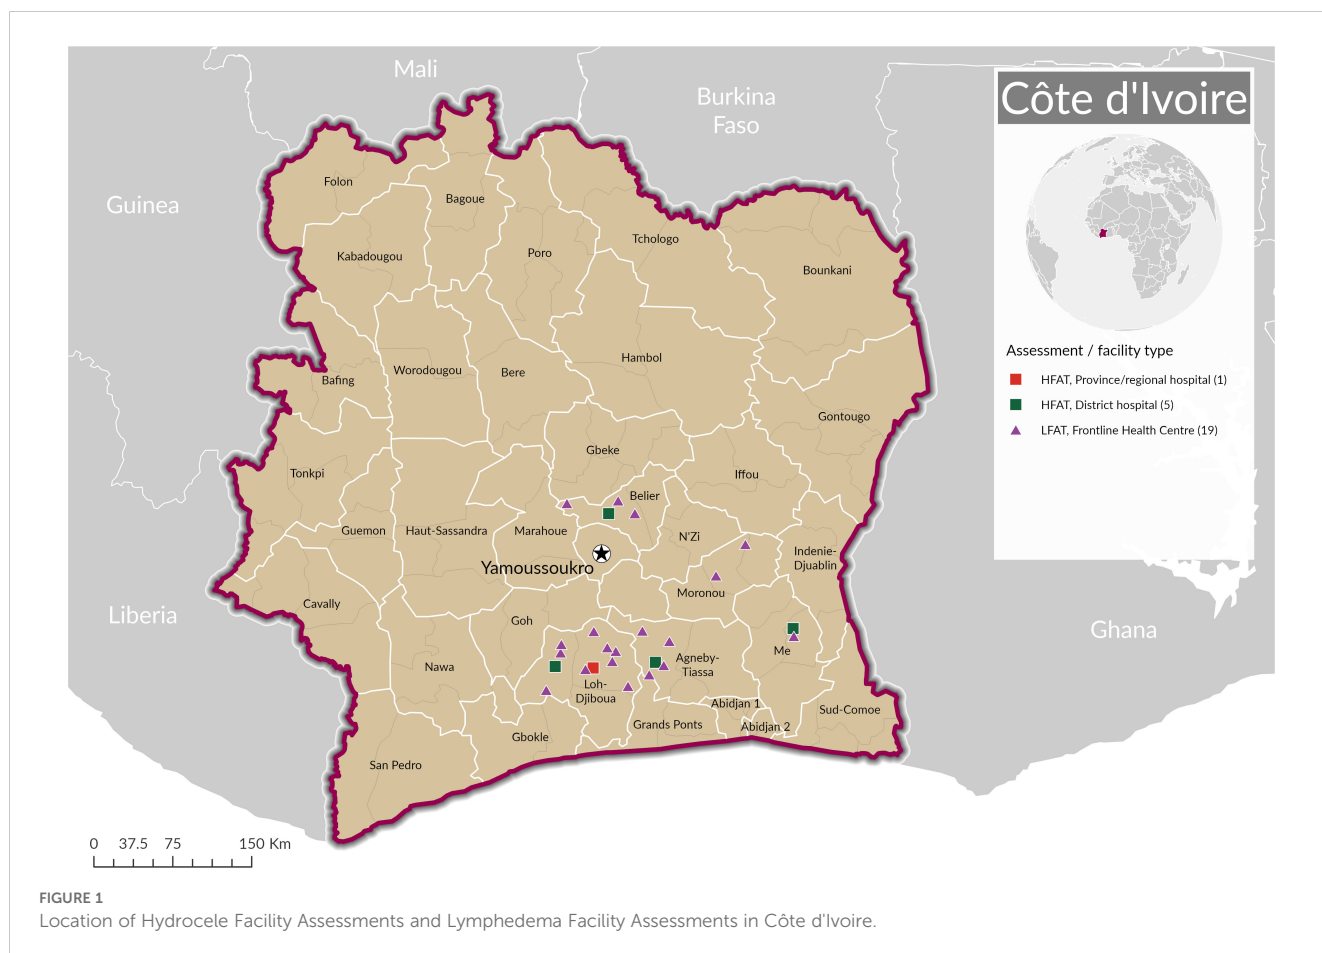 Mali
Burkina
Faso
Guinea
Liberia
Ghana
Côte d'Ivoire
Assessment / facility type
HFAT, Province/regional hospital (1)
HFAT, District hospital (5)
LFAT, Frontline Health Centre (19)
Folon
Bagoue
Kabadougou
Poro
Tchologo
Bounkani
Bafing
Worodougou
Bere
Hambol
Gontougo
Gbeke
Tonkpi
Iffou
Belier
Guemon
Haut-Sassandra
Marahoue
N'Zi
Indenie-
Djuablin
Yamoussoukro
Moronou
Cavally
Goh
Me
Nawa
Agneby-
Tiassa
Loh-
Djiboua
Abidjan 1
Sud-Comoe
Grands Ponts
Abidjan 2
Gbokle
San Pedro
0 37.5 75 150 Km
FIGURE 1
Location of Hydrocele Facility Assessments and Lymphedema Facility Assessments in Côte d'Ivoire.